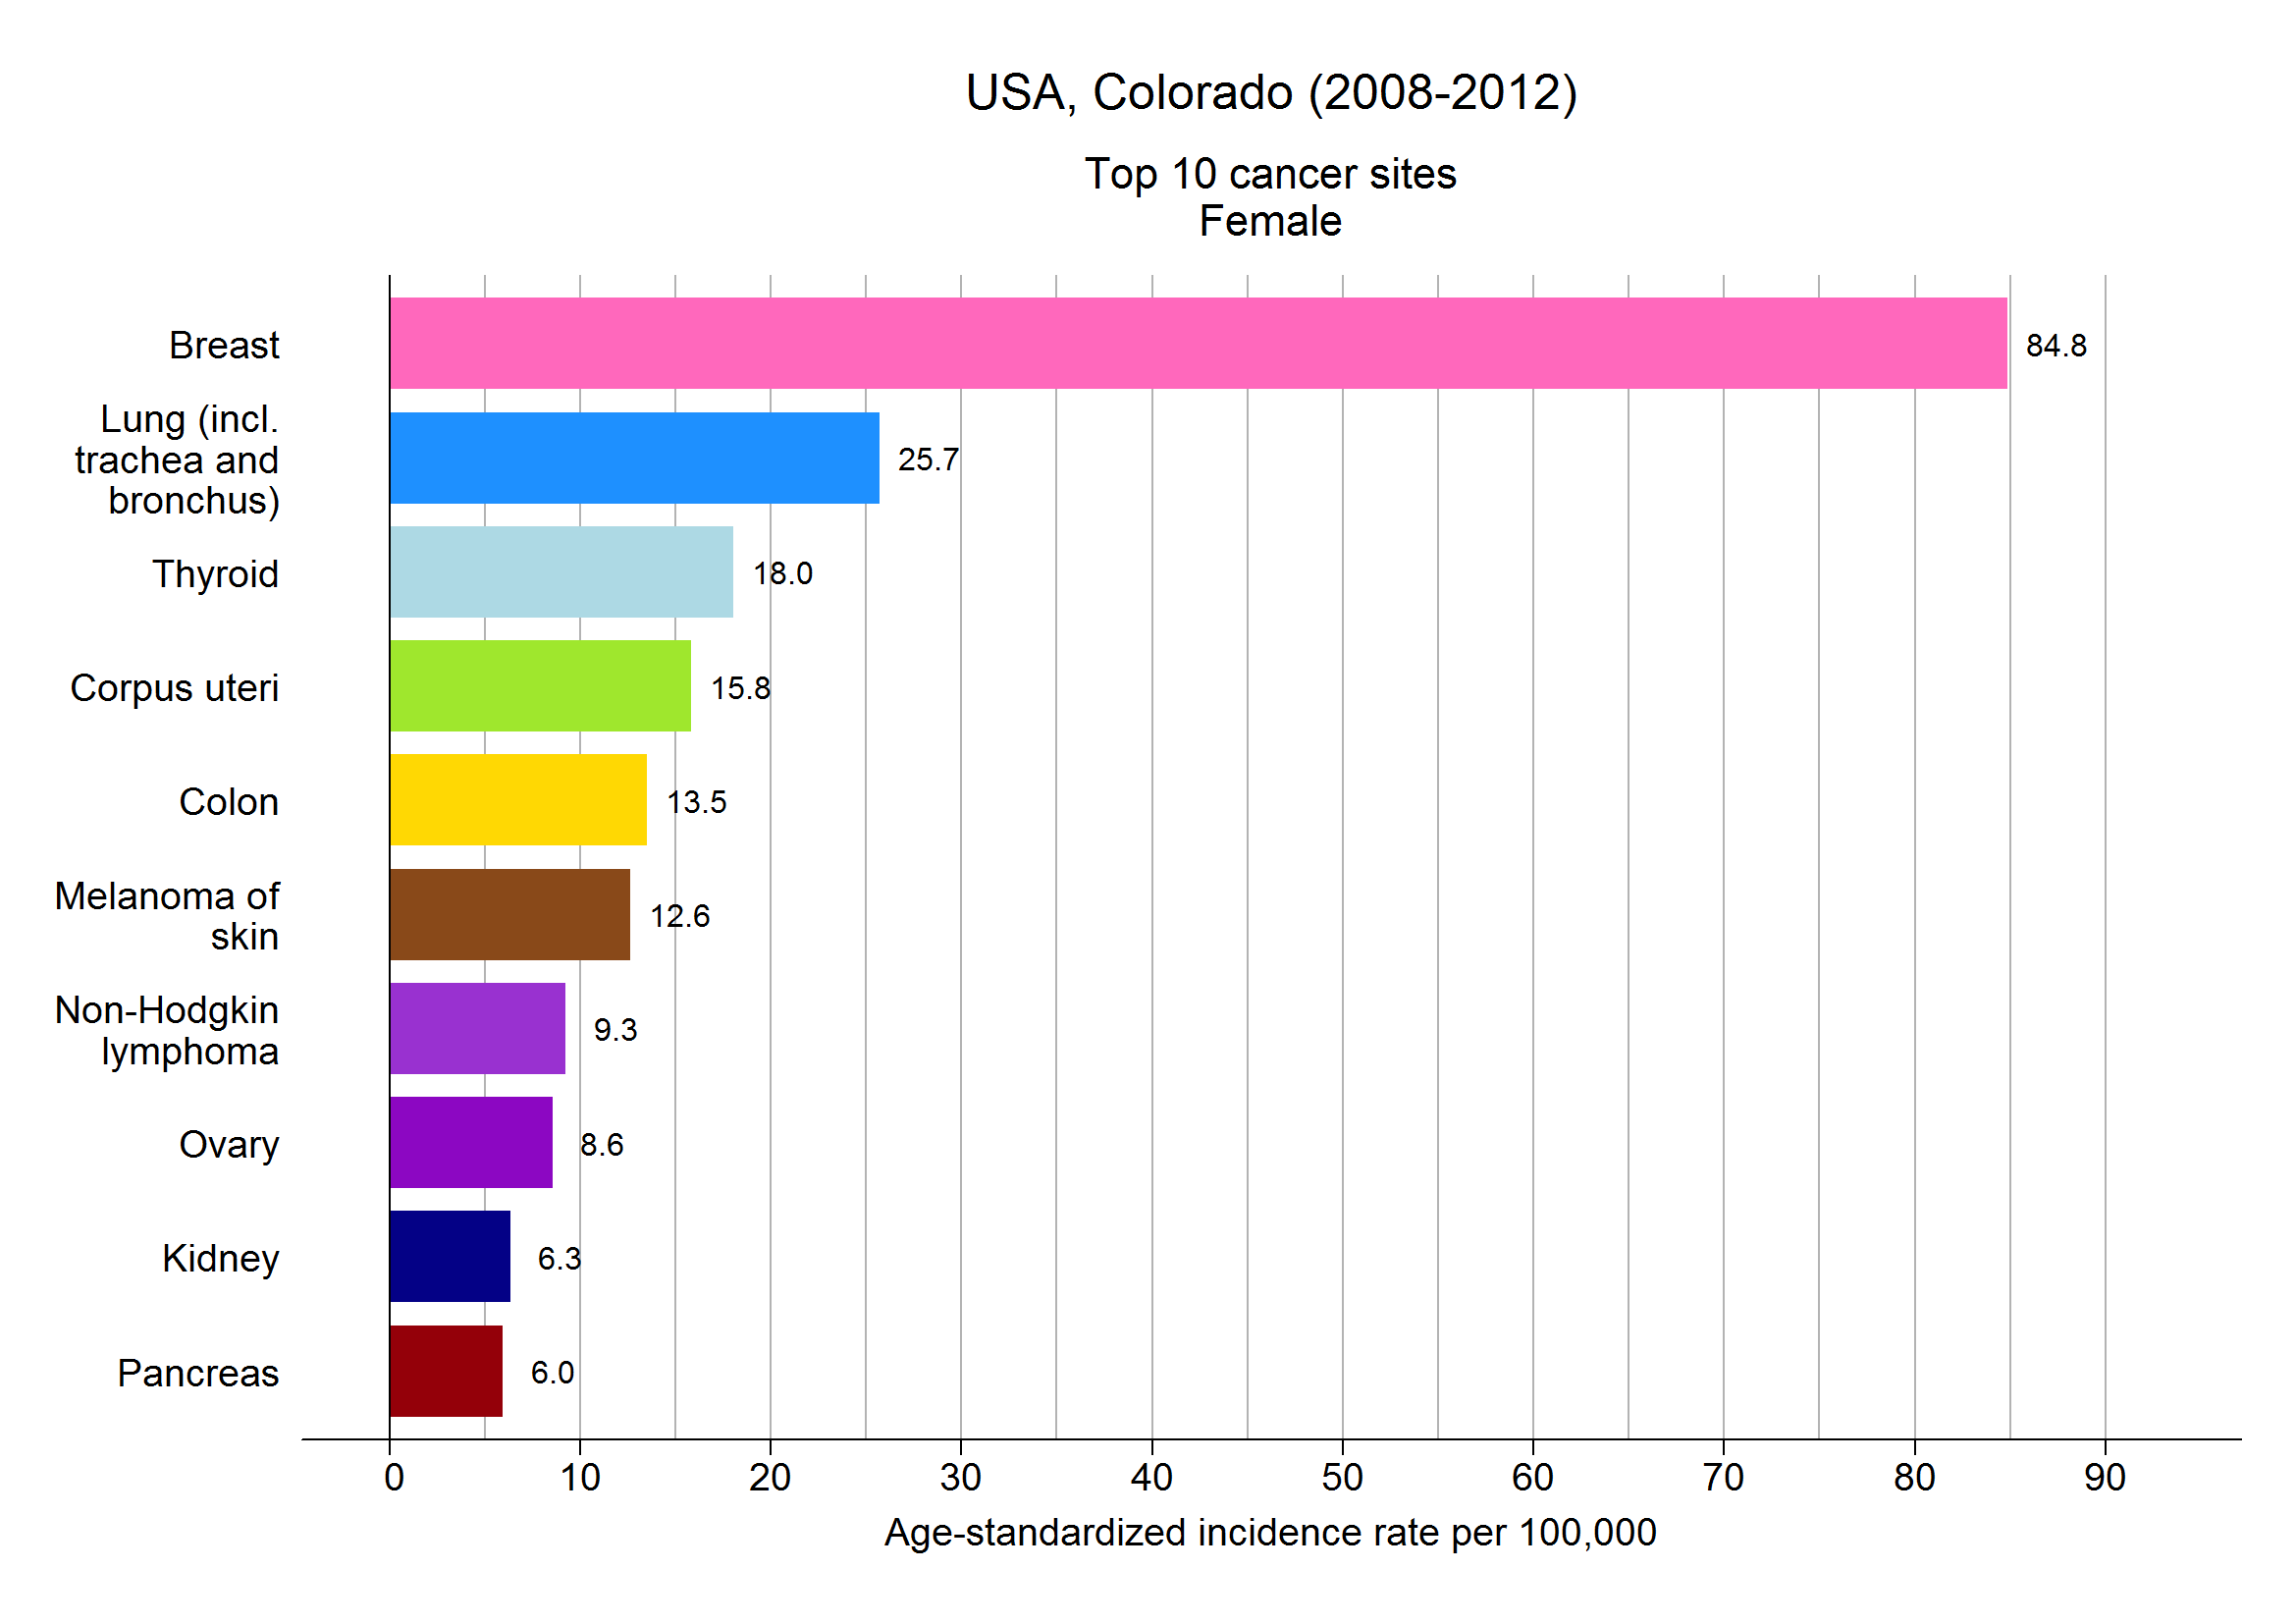 USA, Colorado (2008-2012)
Top 10 cancer sites
Female
Breast
84.8
Lung (incl.
trachea and
bronchus)
25.7
Thyroid
18.0
Corpus uteri
15.8
Colon
13.5
Melanoma of
skin
12.6
Non-Hodgkin
lymphoma
9.3
Ovary
8.6
Kidney
6.3
Pancreas
6.0
0 10 20 30 40 50 60 70 80 90
Age-standardized incidence rate per 100,000